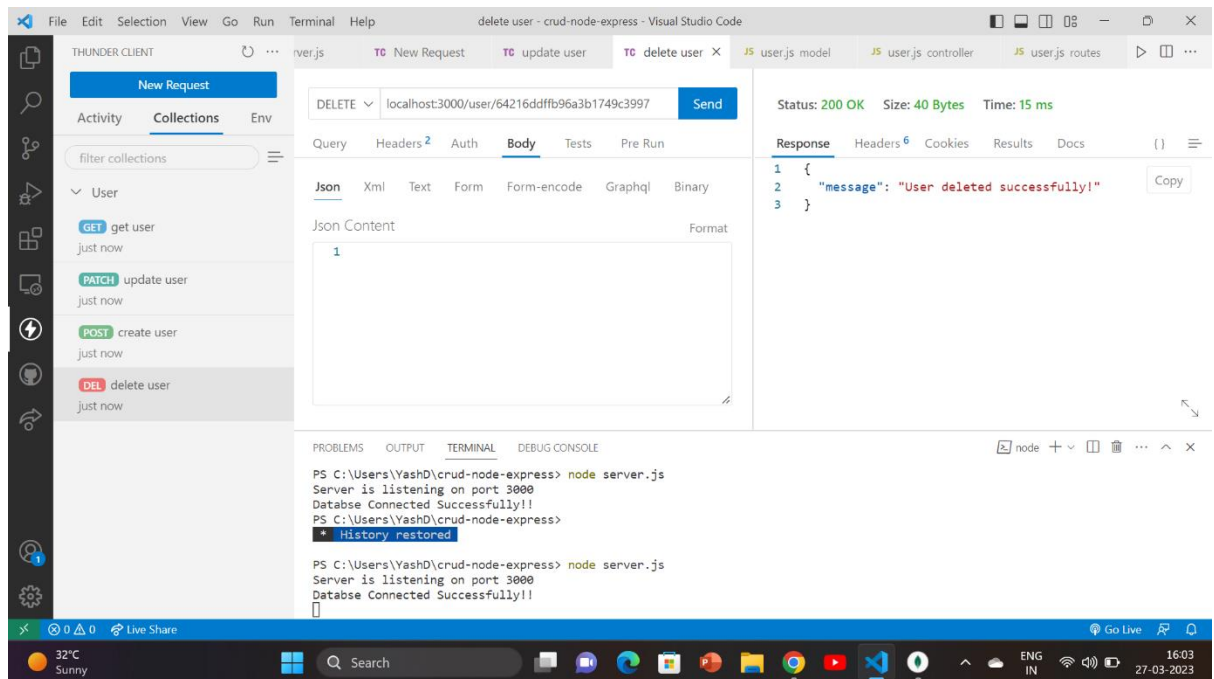 File Edit Selection View Go Run Terminal Help delete user - crud-node-express - Visual Studio Code
THUNDER CLIENT
New Request
Activity Collections Env
filter collections
User
GET get user
just now
PATCH update user
just now
POST create user
just now
DEL delete user
just now
rver.js TC New Request TC update user TC delete user JS user.js model JS user.js controller JS user.js routes
DELETE localhost:3000/user/64216ddffb96a3b1749c3997 Send
Query Headers 2 Auth Body Tests Pre Run
Json Xml Text Form Form-encode Graphql Binary
Json Content Format
1
Status: 200 OK Size: 40 Bytes Time: 15 ms
Response Headers 6 Cookies Results Docs { }
1 {
2 "message": "User deleted successfully!"
3 }
Copy
PROBLEMS OUTPUT TERMINAL DEBUG CONSOLE node
PS C:\Users\YashD\crud-node-express> node server.js
Server is listening on port 3000
Databse Connected Successfully!!
PS C:\Users\YashD\crud-node-express>
* History restored
PS C:\Users\YashD\crud-node-express> node server.js
Server is listening on port 3000
Databse Connected Successfully!!
1
0 0 Live Share Go Live
32°C
Sunny
Search
ENG
IN
16:03
27-03-2023